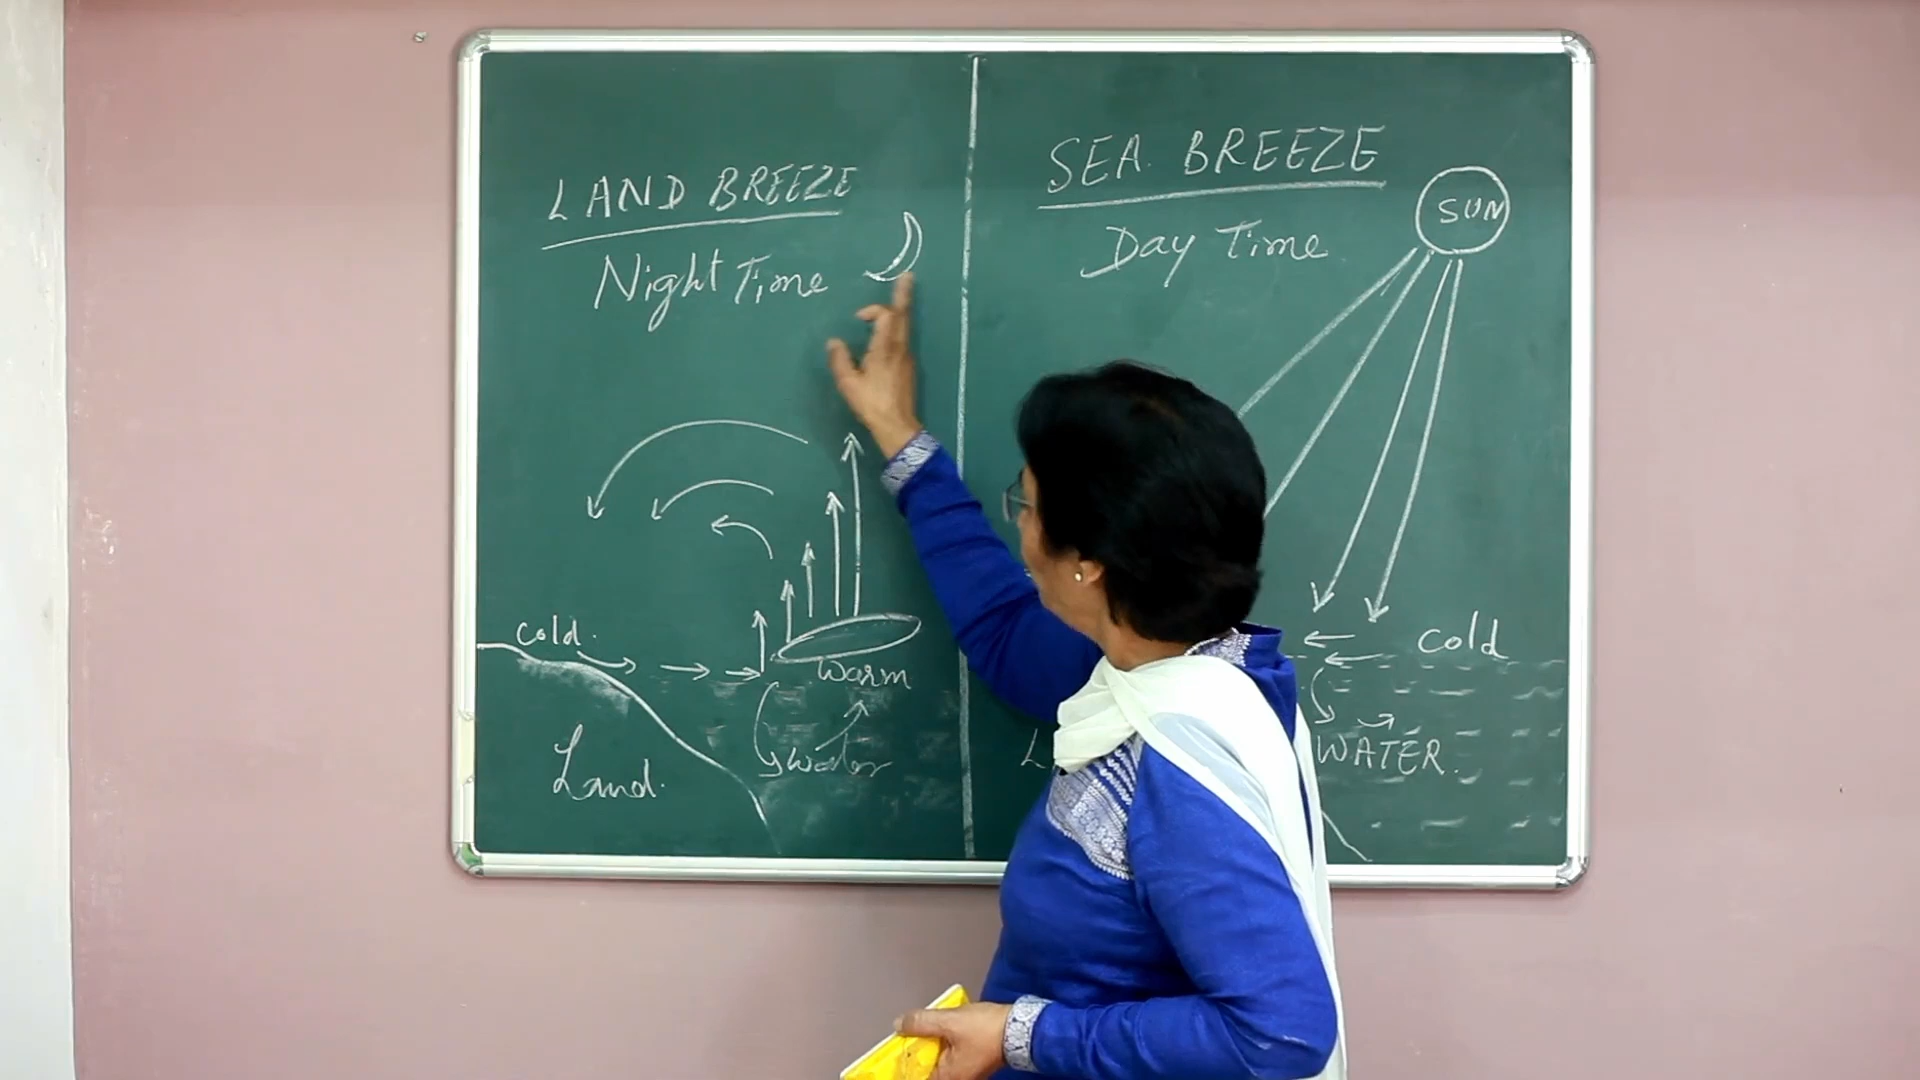 LAND BREEZE
Night Time
cold.
warm
water
Land.
SEA BREEZE
SUN
Day Time
cold
L
WATER.